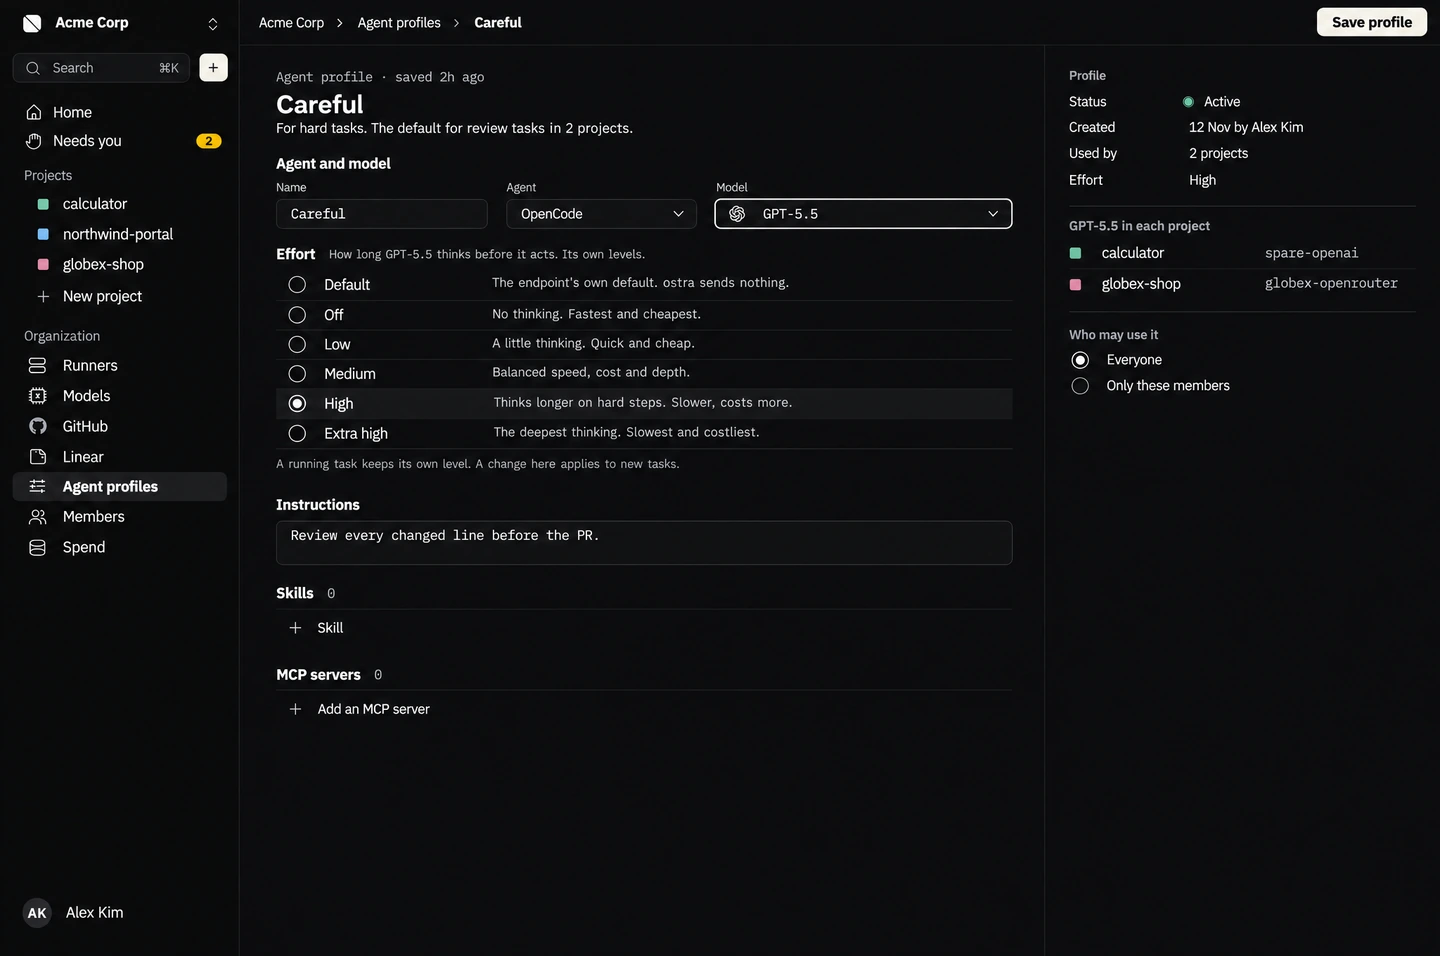 Acme Corp
Search ⌘K +
Home
Needs you 2
Projects
calculator
northwind-portal
globex-shop
New project
Organization
Runners
Models
GitHub
Linear
Agent profiles
Members
Spend
AK Alex Kim
Acme Corp > Agent profiles > Careful
Save profile
Agent profile · saved 2h ago
Careful
For hard tasks. The default for review tasks in 2 projects.
Agent and model
Name Agent Model
Careful OpenCode GPT-5.5
Effort How long GPT-5.5 thinks before it acts. Its own levels.
Default The endpoint's own default. ostra sends nothing.
Off No thinking. Fastest and cheapest.
Low A little thinking. Quick and cheap.
Medium Balanced speed, cost and depth.
High Thinks longer on hard steps. Slower, costs more.
Extra high The deepest thinking. Slowest and costliest.
A running task keeps its own level. A change here applies to new tasks.
Instructions
Review every changed line before the PR.
Skills 0
+ Skill
MCP servers 0
+ Add an MCP server
Profile
Status Active
Created 12 Nov by Alex Kim
Used by 2 projects
Effort High
GPT-5.5 in each project
calculator spare-openai
globex-shop globex-openrouter
Who may use it
Everyone
Only these members